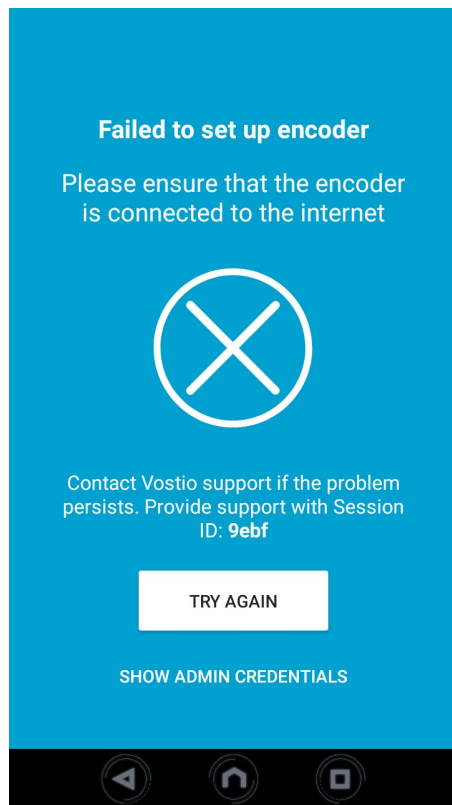 Failed to set up encoder
Please ensure that the encoder
is connected to the internet
Contact Vostio support if the problem
persists. Provide support with Session
ID: 9ebf
TRY AGAIN
SHOW ADMIN CREDENTIALS